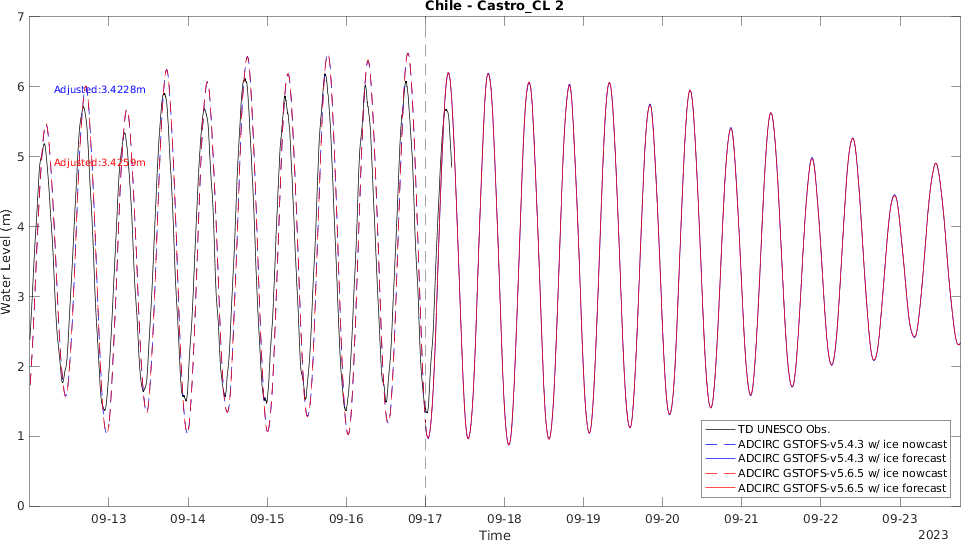 Chile - Castro_CL 2
7
6
5
4
3
2
1
0
Water Level (m)
Adjusted:3.4228m
Adjusted:3.4259m
TD UNESCO Obs.
ADCIRC GSTOFS-v5.4.3 w/ ice nowcast
ADCIRC GSTOFS-v5.4.3 w/ ice forecast
ADCIRC GSTOFS-v5.6.5 w/ ice nowcast
ADCIRC GSTOFS-v5.6.5 w/ ice forecast
09-13 09-14 09-15 09-16 09-17 09-18 09-19 09-20 09-21 09-22 09-23
Time
2023